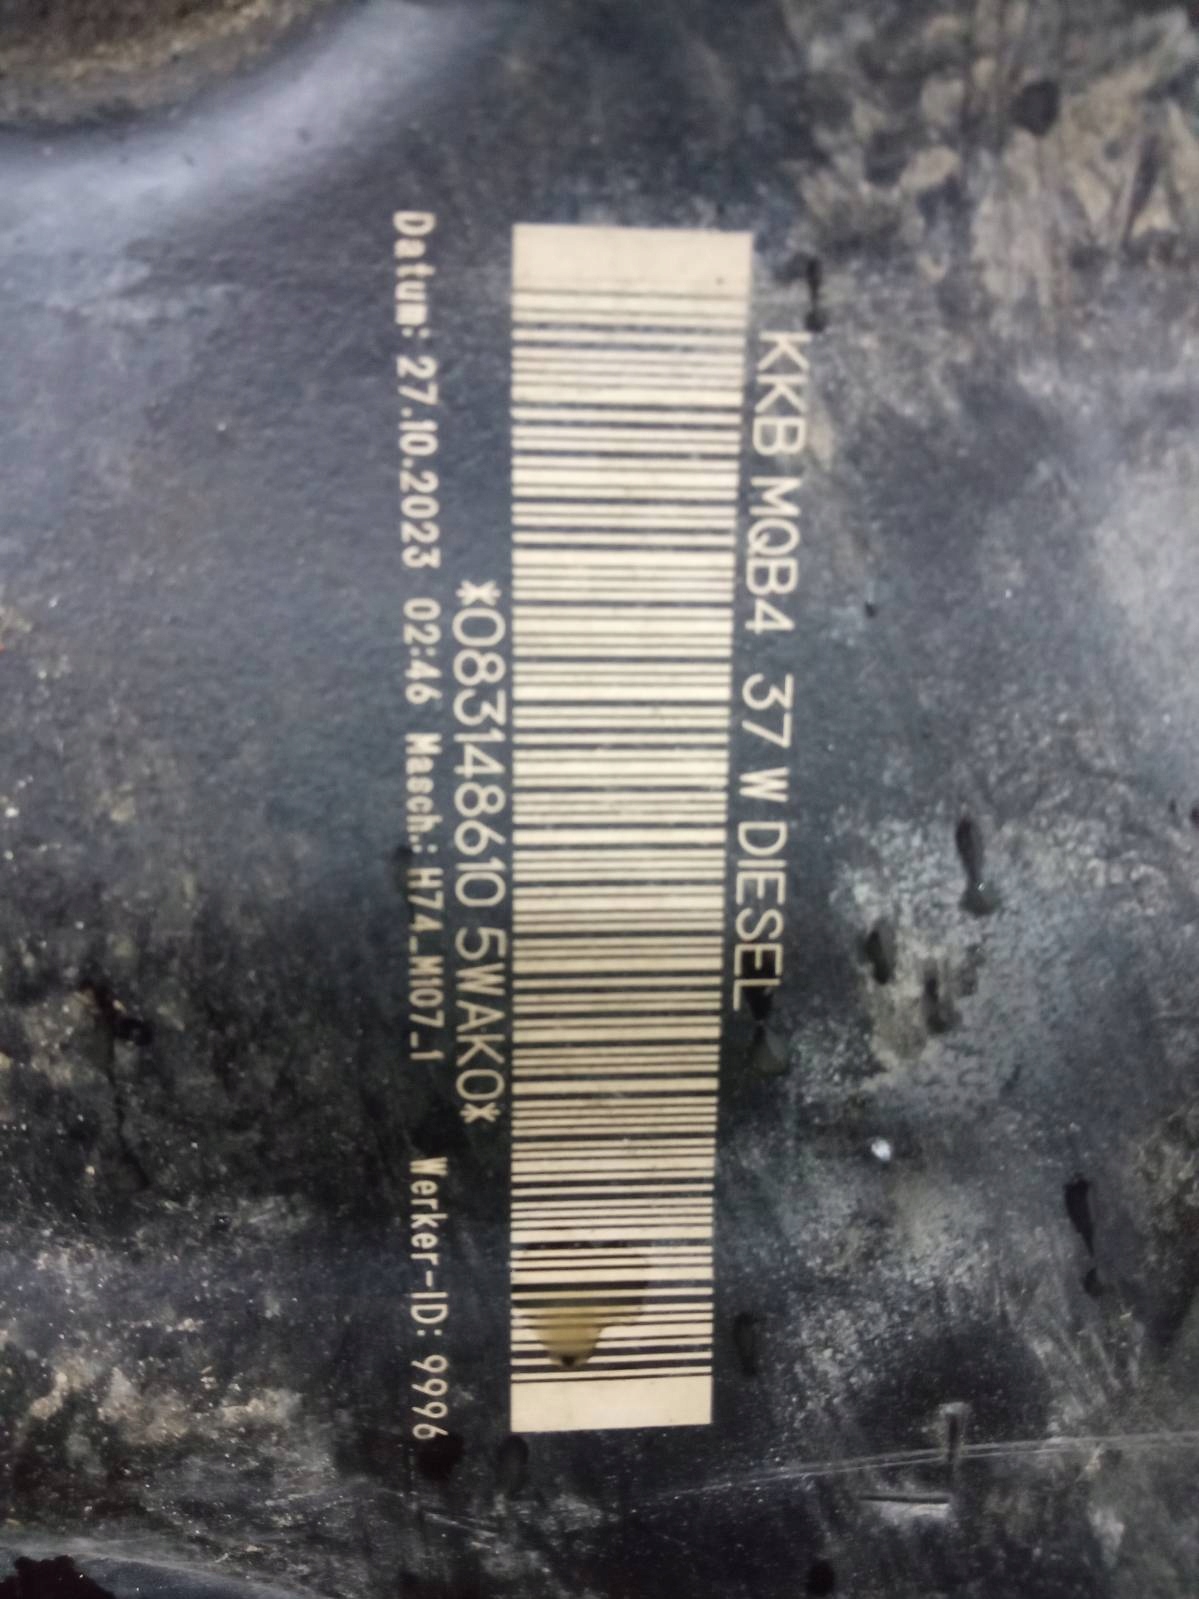 KKB MQB4 37 W DIESEL
*083148610 5WAK0*
Datum: 27.10.2023 02:46 Masch.: H74_M107_1 Werker-ID: 9996